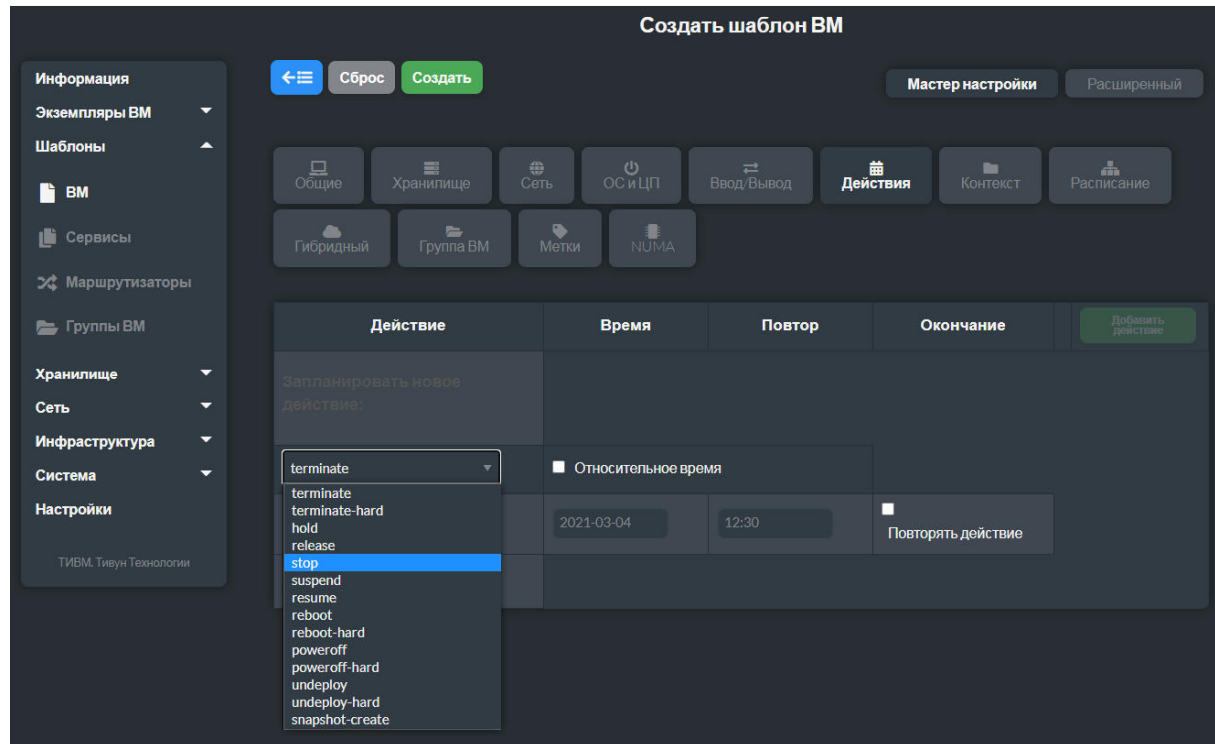 Создать шаблон ВМ
Сброс
Создать
Мастер настройки
Расширенный
Информация
Экземпляры ВМ
Шаблоны
ВМ
Сервисы
Маршрутизаторы
Группы ВМ
Хранилище
Сеть
Инфраструктура
Система
Настройки
ТИВМ. Тивун Технологии
Общие
Хранилище
Сеть
ОС и ЦП
Ввод/Вывод
Действия
Контекст
Расписание
Гибридный
Группа ВМ
Метки
NUMA
Действие
Время
Повтор
Окончание
Добавить
действие
Запланировать новое
действие:
terminate
Относительное время
terminate
terminate-hard
hold
release
stop
suspend
resume
reboot
reboot-hard
poweroff
poweroff-hard
undeploy
undeploy-hard
snapshot-create
2021-03-04
12:30
Повторять действие